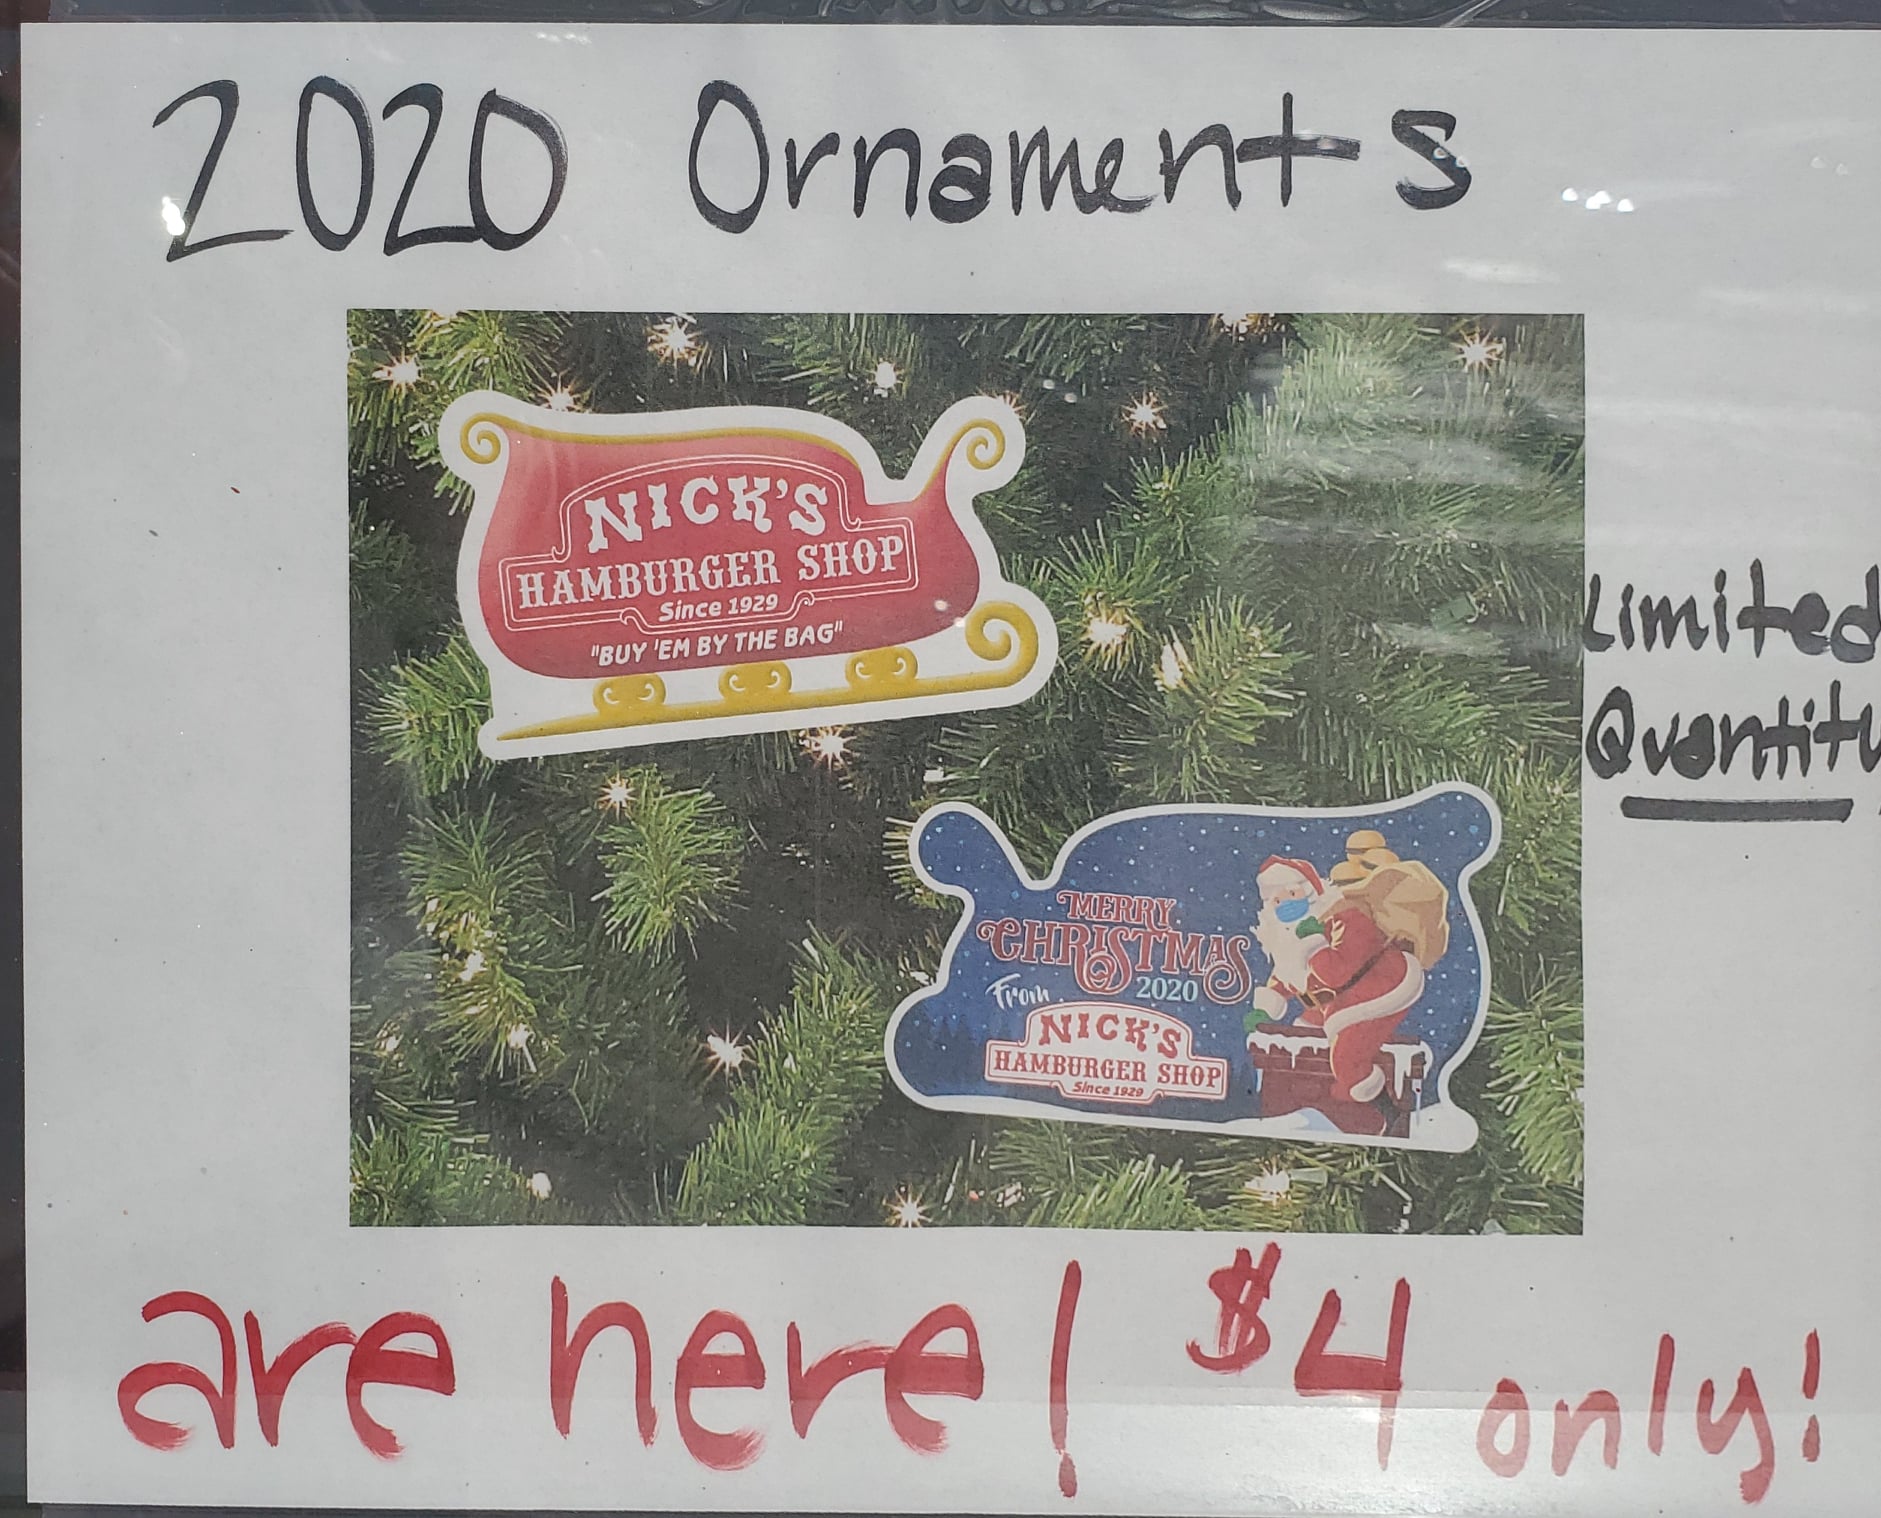 2020 Ornaments
NICK'S
HAMBURGER SHOP
Since 1929
"BUY 'EM BY THE BAG"
Limited
Quantity
MERRY
CHRISTMAS
2020
From
NICK'S
HAMBURGER SHOP
Since 1929
are here! $4 only!